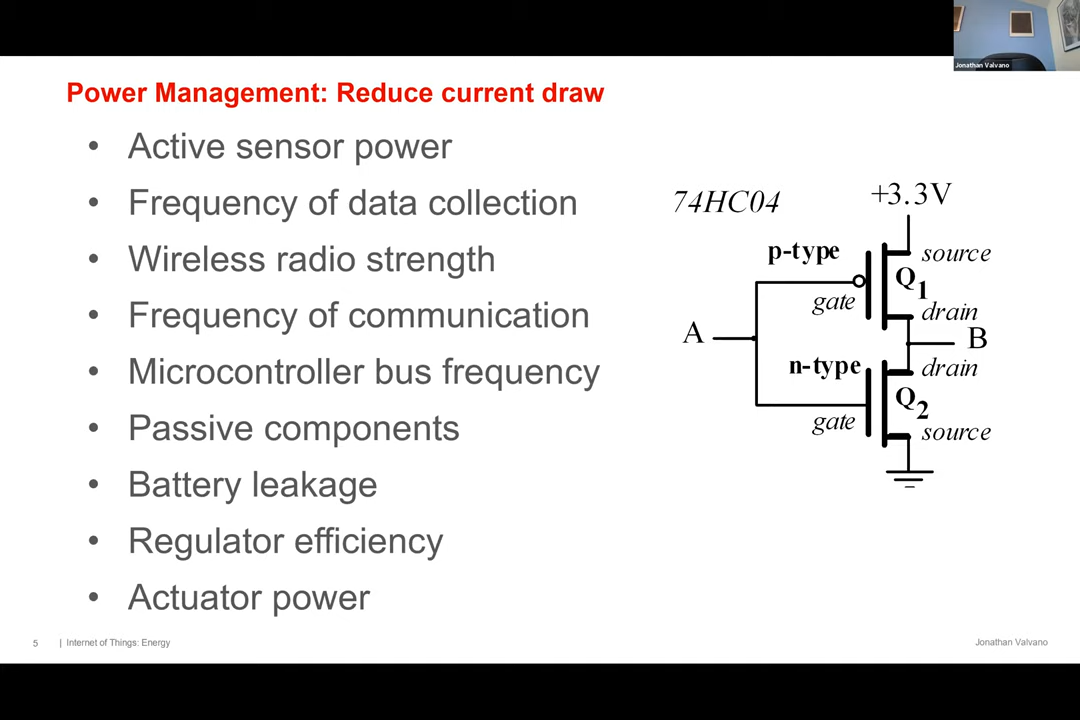 Jonathan Valvano
Power Management: Reduce current draw
• Active sensor power
• Frequency of data collection
• Wireless radio strength
• Frequency of communication
• Microcontroller bus frequency
• Passive components
• Battery leakage
• Regulator efficiency
• Actuator power
74HC04
+3.3V
p-type
source
Q1
gate
drain
A
B
n-type
drain
Q2
gate
source
5 | Internet of Things: Energy
Jonathan Valvano